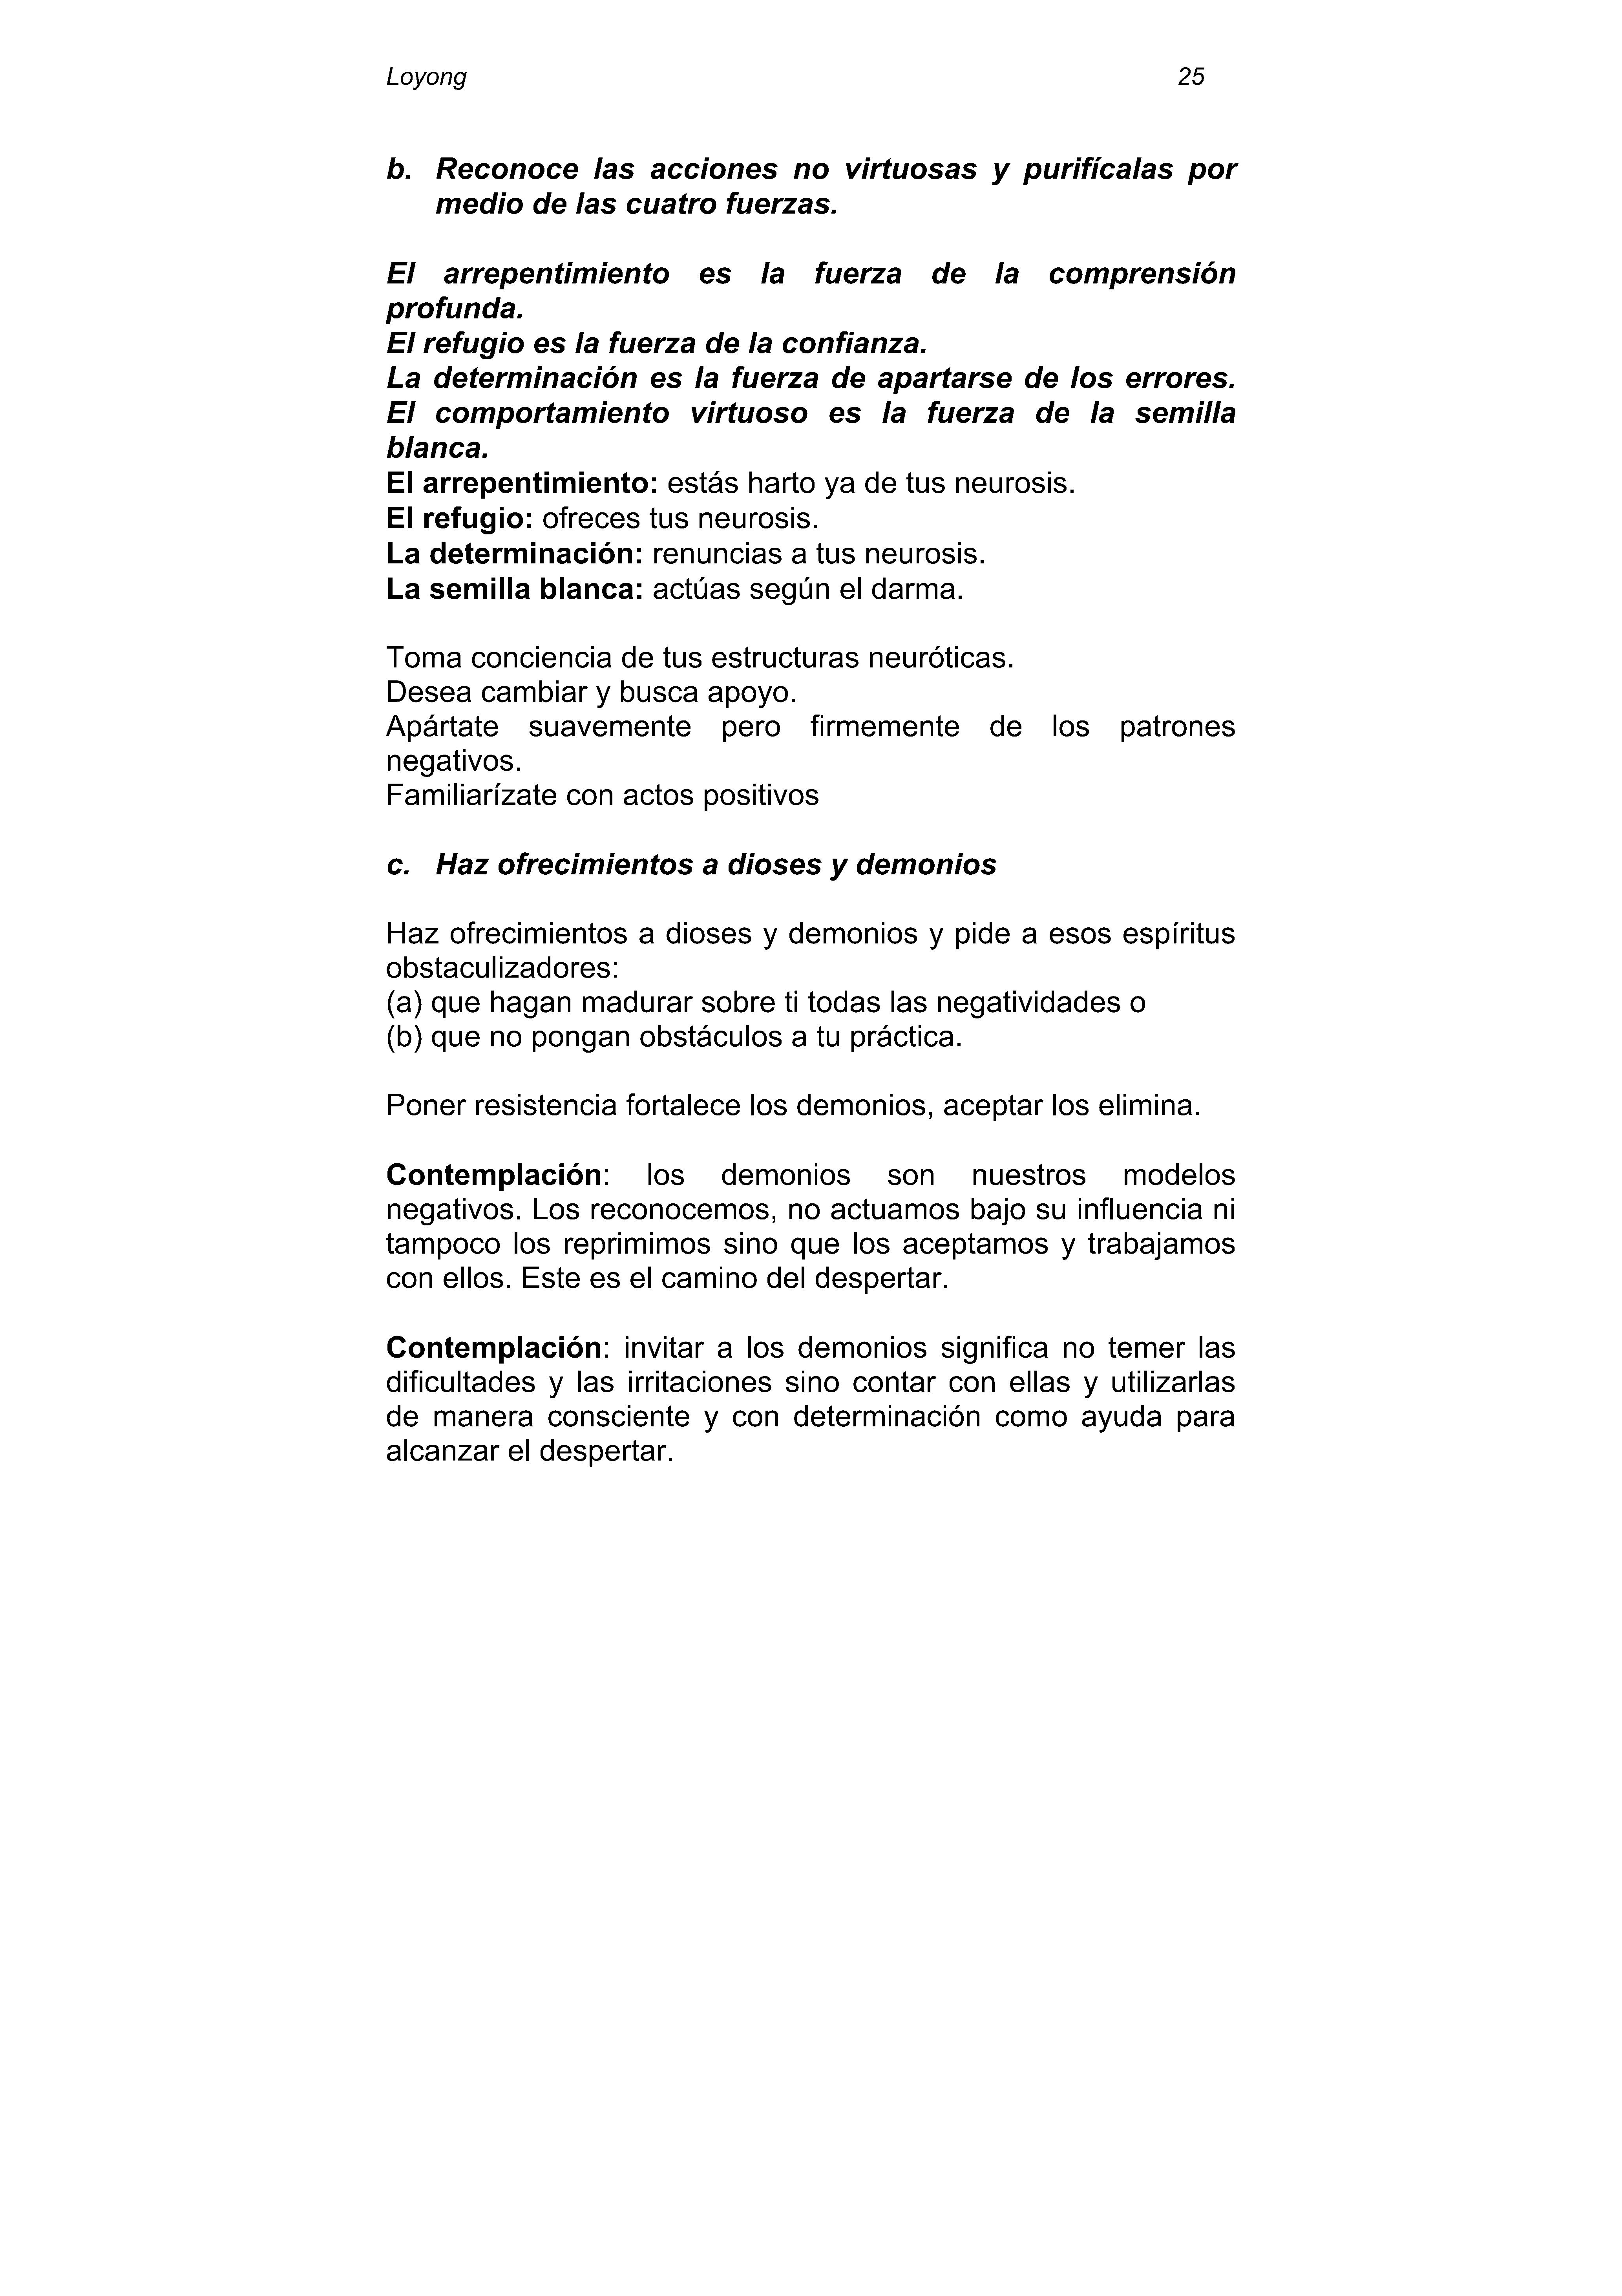 Loyong 25
b. Reconoce las acciones no virtuosas y purifícalas por
medio de las cuatro fuerzas.
El arrepentimiento es la fuerza de la comprensión
profunda.
El refugio es la fuerza de la confianza.
La determinación es la fuerza de apartarse de los errores.
El comportamiento virtuoso es la fuerza de la semilla
blanca.
El arrepentimiento: estás harto ya de tus neurosis.
El refugio: ofreces tus neurosis.
La determinación: renuncias a tus neurosis.
La semilla blanca: actúas según el darma.
Toma conciencia de tus estructuras neuróticas.
Desea cambiar y busca apoyo.
Apártate suavemente pero firmemente de los patrones
negativos.
Familiarízate con actos positivos
c. Haz ofrecimientos a dioses y demonios
Haz ofrecimientos a dioses y demonios y pide a esos espíritus
obstaculizadores:
(a) que hagan madurar sobre ti todas las negatividades o
(b) que no pongan obstáculos a tu práctica.
Poner resistencia fortalece los demonios, aceptar los elimina.
Contemplación: los demonios son nuestros modelos
negativos. Los reconocemos, no actuamos bajo su influencia ni
tampoco los reprimimos sino que los aceptamos y trabajamos
con ellos. Este es el camino del despertar.
Contemplación: invitar a los demonios significa no temer las
dificultades y las irritaciones sino contar con ellas y utilizarlas
de manera consciente y con determinación como ayuda para
alcanzar el despertar.